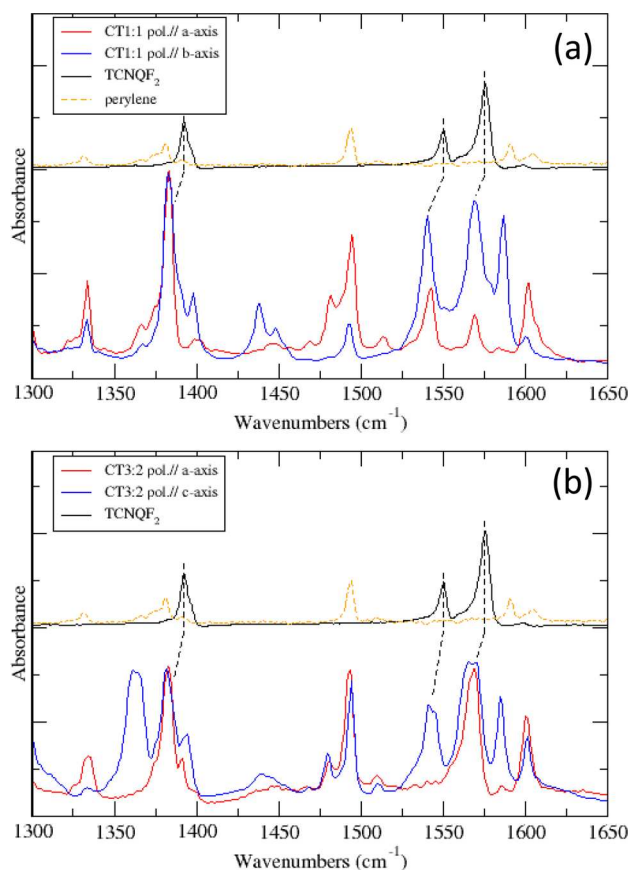 (a)
CT1:1 pol.// a-axis
CT1:1 pol.// b-axis
TCNQF₂
perylene
Absorbance
1300 1350 1400 1450 1500 1550 1600 1650
Wavenumbers (cm⁻¹)
(b)
CT3:2 pol.// a-axis
CT3:2 pol.// c-axis
TCNQF₂
Absorbance
1300 1350 1400 1450 1500 1550 1600 1650
Wavenumbers (cm⁻¹)